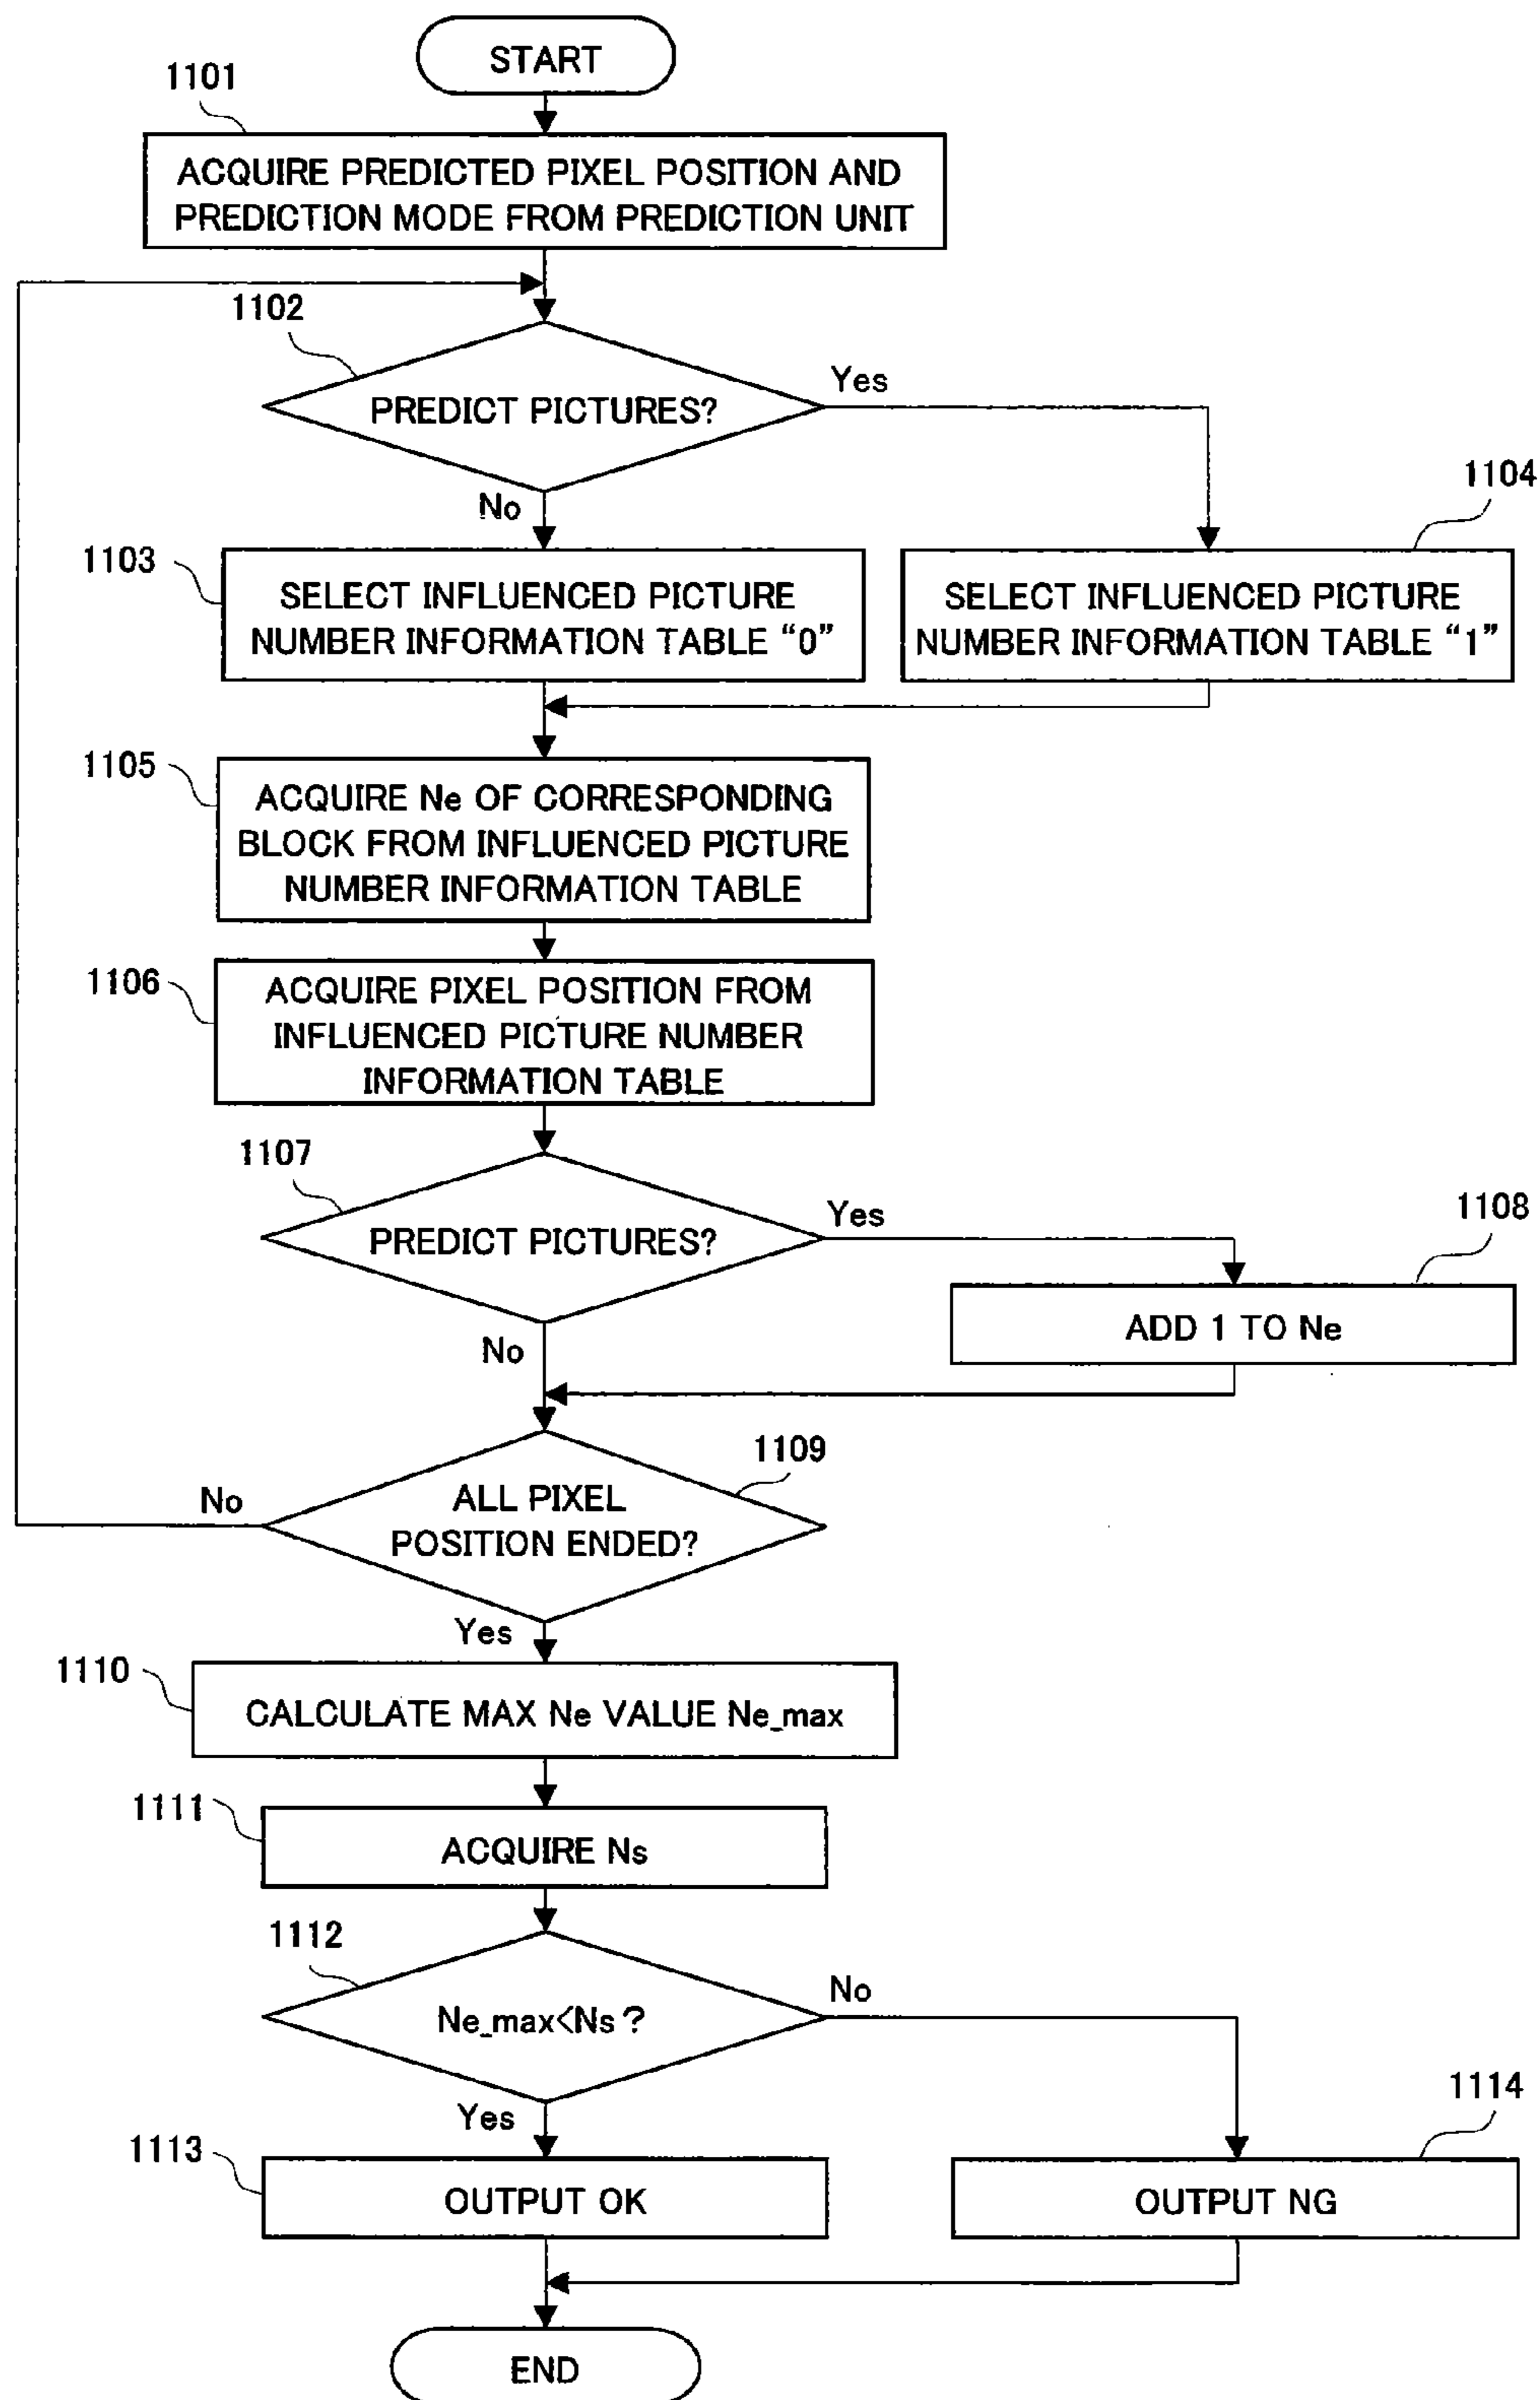 START
1101
ACQUIRE PREDICTED PIXEL POSITION AND
PREDICTION MODE FROM PREDICTION UNIT
1102
PREDICT PICTURES?
Yes
No
1103
SELECT INFLUENCED PICTURE
NUMBER INFORMATION TABLE “0”
1104
SELECT INFLUENCED PICTURE
NUMBER INFORMATION TABLE “1”
1105
ACQUIRE Ne OF CORRESPONDING
BLOCK FROM INFLUENCED PICTURE
NUMBER INFORMATION TABLE
1106
ACQUIRE PIXEL POSITION FROM
INFLUENCED PICTURE NUMBER
INFORMATION TABLE
1107
PREDICT PICTURES?
Yes
No
1108
ADD 1 TO Ne
1109
ALL PIXEL
POSITION ENDED?
No
Yes
1110
CALCULATE MAX Ne VALUE Ne_max
1111
ACQUIRE Ns
1112
Ne_max<Ns?
No
Yes
1113
OUTPUT OK
1114
OUTPUT NG
END